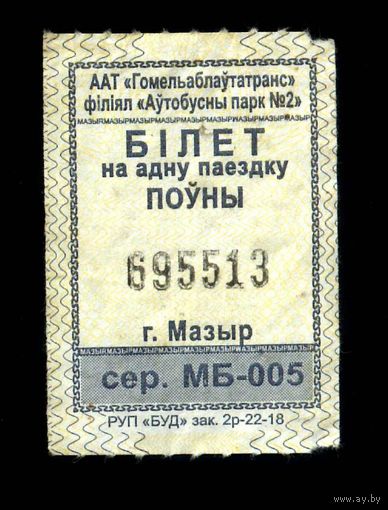 ААТ «Гомельаблаўтатранс»
філіял «Аўтобусны парк №2»
МАЗЫРМАЗЫРМАЗЫРМАЗЫРМАЗЫРМАЗЫРМАЗЫРМАЗЫР
БІЛЕТ
на адну паездку
ПОЎНЫ
695513
г. Мазыр
МАЗЫРМАЗЫРМАЗЫРМАЗЫРМАЗЫРМАЗЫРМАЗЫРМАЗЫР
сер. МБ-005
РУП «БУД» зак. 2р-22-18
www.ay.by